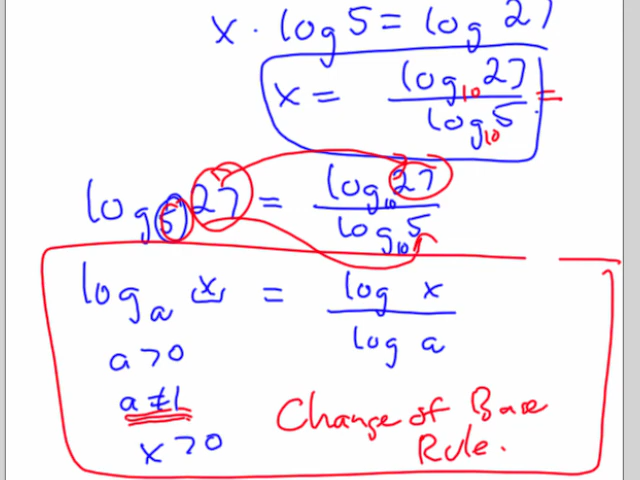 x · log 5 = log 27
x = log₁₀ 27 / log₁₀ 5 =
log₅ 27 = log₁₀ 27 / log₁₀ 5
logₐ x = log x / log a
a > 0
a ≠ 1
x > 0
Change of Base
Rule.